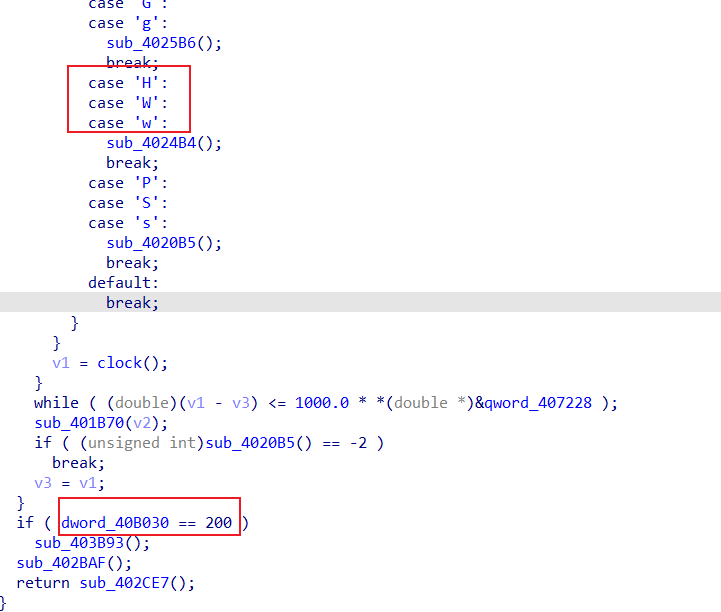 case 'G':
case 'g':
sub_4025B6();
break;
case 'H':
case 'W':
case 'w':
sub_4024B4();
break;
case 'P':
case 'S':
case 's':
sub_4020B5();
break;
default:
break;
}
}
v1 = clock();
}
while ( (double)(v1 - v3) <= 1000.0 * *(double *)&qword_407228 );
sub_401B70(v2);
if ( (unsigned int)sub_4020B5() == -2 )
break;
v3 = v1;
}
if ( dword_40B030 == 200 )
sub_403B93();
sub_402BAF();
return sub_402CE7();
}